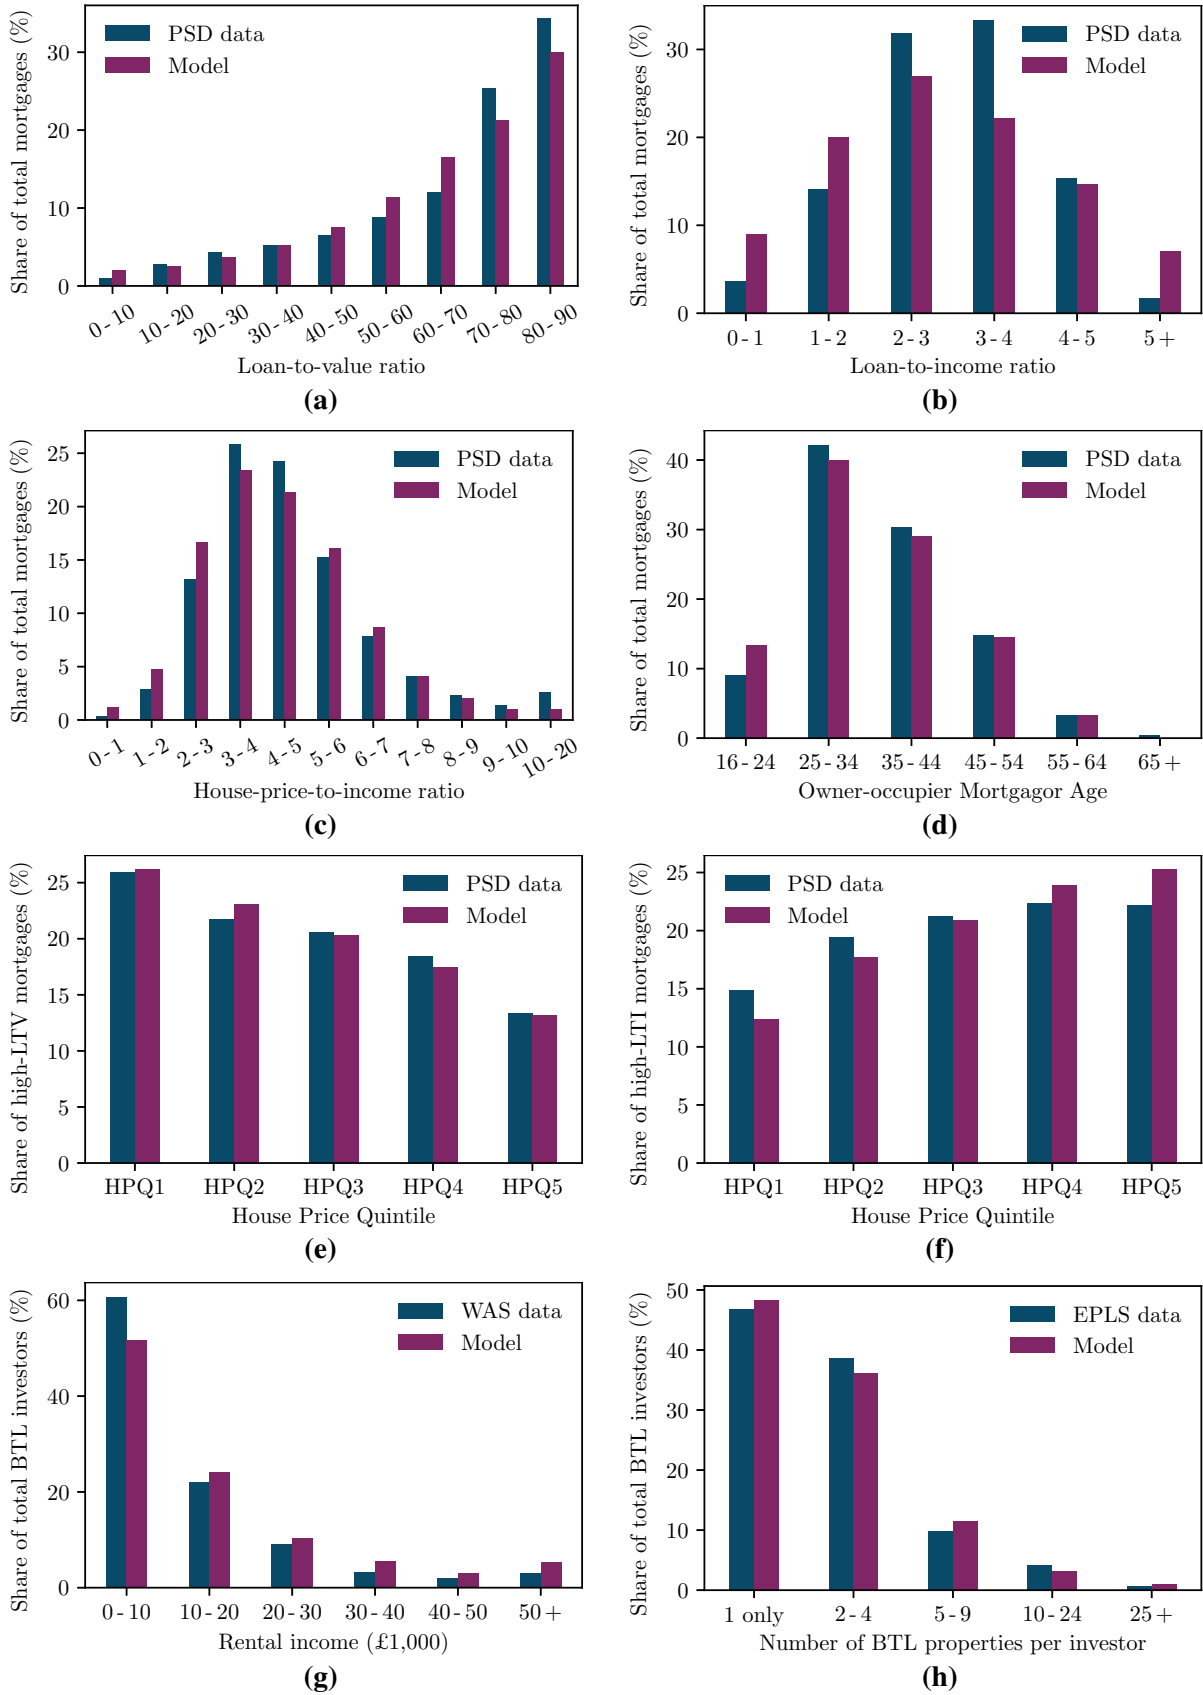 Share of total mortgages (%)
PSD data
Model
30
20
10
0
0-10
10-20
20-30
30-40
40-50
50-60
60-70
70-80
80-90
Loan-to-value ratio
(a)
Share of total mortgages (%)
PSD data
Model
30
20
10
0
0-1
1-2
2-3
3-4
4-5
5+
Loan-to-income ratio
(b)
Share of total mortgages (%)
PSD data
Model
25
20
15
10
5
0
0-1
1-2
2-3
3-4
4-5
5-6
6-7
7-8
8-9
9-10
10-20
House-price-to-income ratio
(c)
Share of total mortgages (%)
PSD data
Model
40
30
20
10
0
16-24
25-34
35-44
45-54
55-64
65+
Owner-occupier Mortgagor Age
(d)
Share of high-LTV mortgages (%)
PSD data
Model
25
20
15
10
5
0
HPQ1
HPQ2
HPQ3
HPQ4
HPQ5
House Price Quintile
(e)
Share of high-LTI mortgages (%)
PSD data
Model
25
20
15
10
5
0
HPQ1
HPQ2
HPQ3
HPQ4
HPQ5
House Price Quintile
(f)
Share of total BTL investors (%)
WAS data
Model
60
40
20
0
0-10
10-20
20-30
30-40
40-50
50+
Rental income (£1,000)
(g)
Share of total BTL investors (%)
EPLS data
Model
50
40
30
20
10
0
1 only
2-4
5-9
10-24
25+
Number of BTL properties per investor
(h)